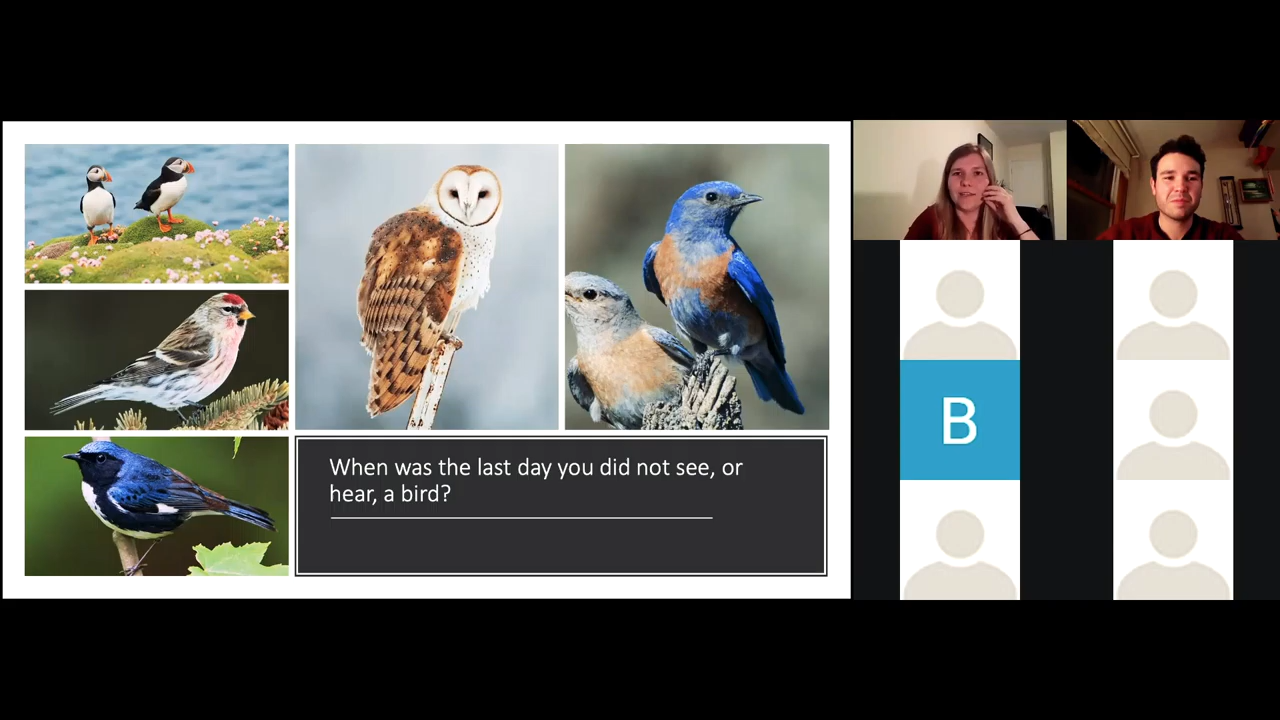 When was the last day you did not see, or
hear, a bird?
B